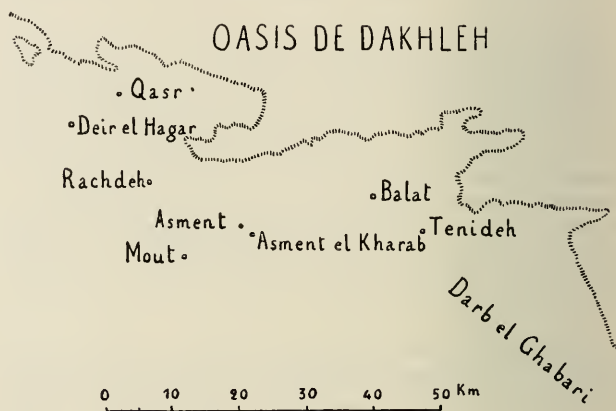 OASIS DE DAKHLEH
Qasr
Deir el Hagar
Rachdeh
Balat
Asment
Asment el Kharab
Tenideh
Mout
Darb el Ghabari
0 10 20 30 40 50 Km